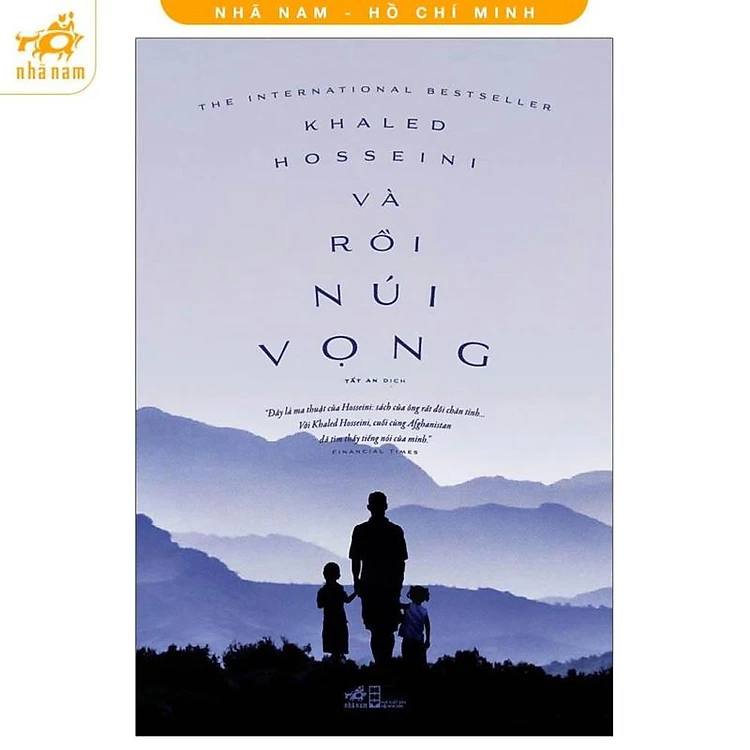 NHÃ NAM - HỒ CHÍ MINH
nhã nam
THE INTERNATIONAL BESTSELLER
KHALED
HOSSEINI
VÀ
RỒI
NÚI
VỌNG
TẤT AN DỊCH
"Đây là ma thuật của Hosseini: sách của ông rất đỗi chân tình...
Với Khaled Hosseini, cuối cùng Afghanistan
đã tìm thấy tiếng nói của mình."
FINANCIAL TIMES
nhã nam